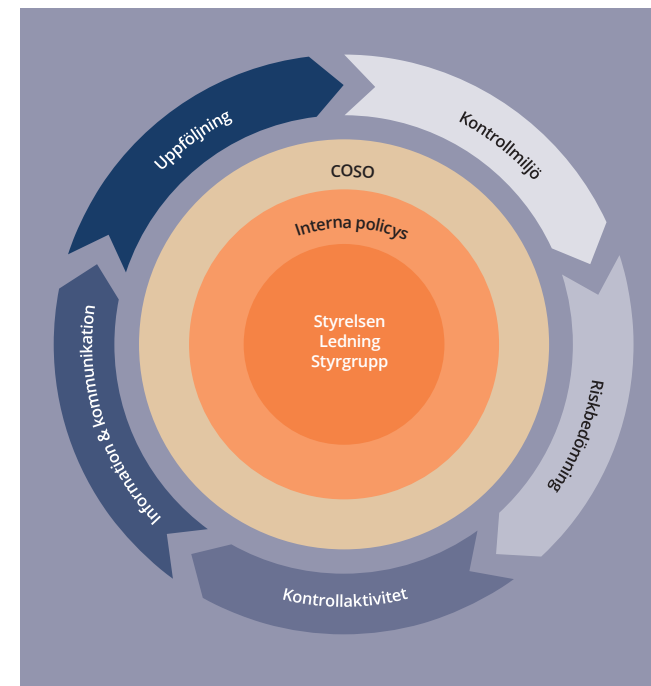 Uppföljning
Kontrollmiljö
COSO
Interna policys
Styrelsen
Ledning
Styrgrupp
Information & kommunikation
Riskbedömning
Kontrollaktivitet